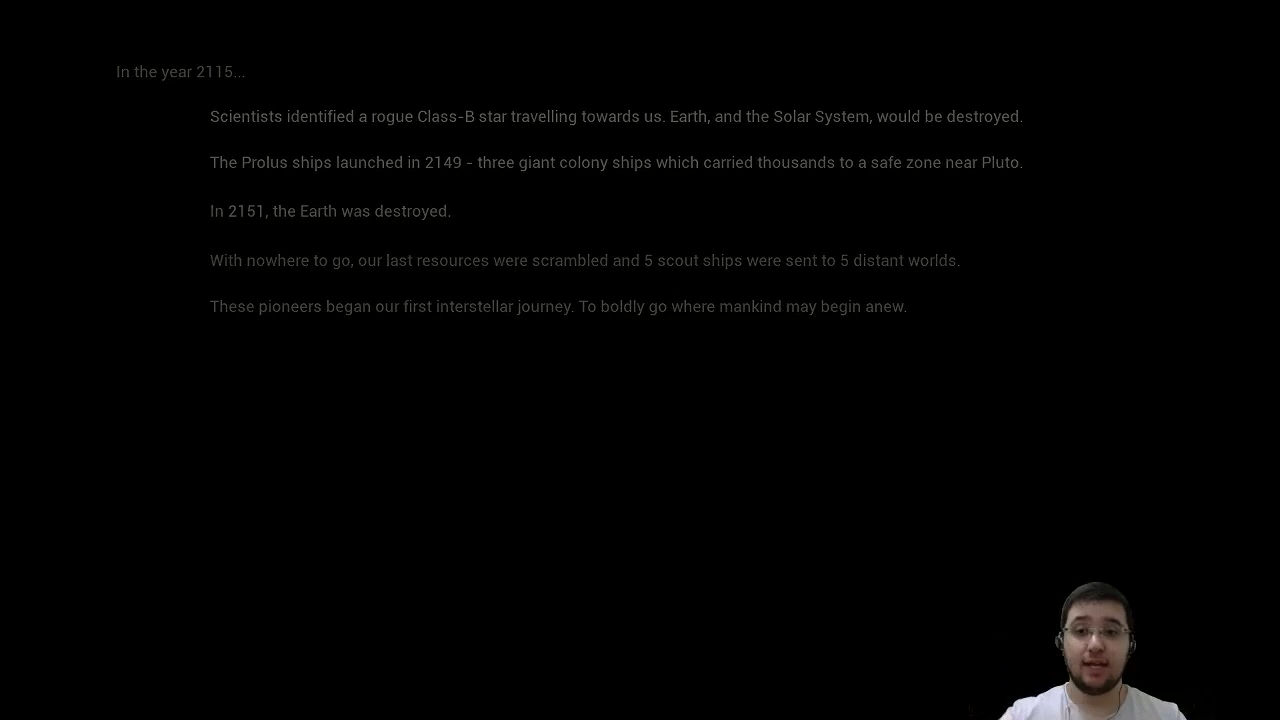 In the year 2115...
Scientists identified a rogue Class-B star travelling towards us. Earth, and the Solar System, would be destroyed.
The Prolus ships launched in 2149 - three giant colony ships which carried thousands to a safe zone near Pluto.
In 2151, the Earth was destroyed.
With nowhere to go, our last resources were scrambled and 5 scout ships were sent to 5 distant worlds.
These pioneers began our first interstellar journey. To boldly go where mankind may begin anew.